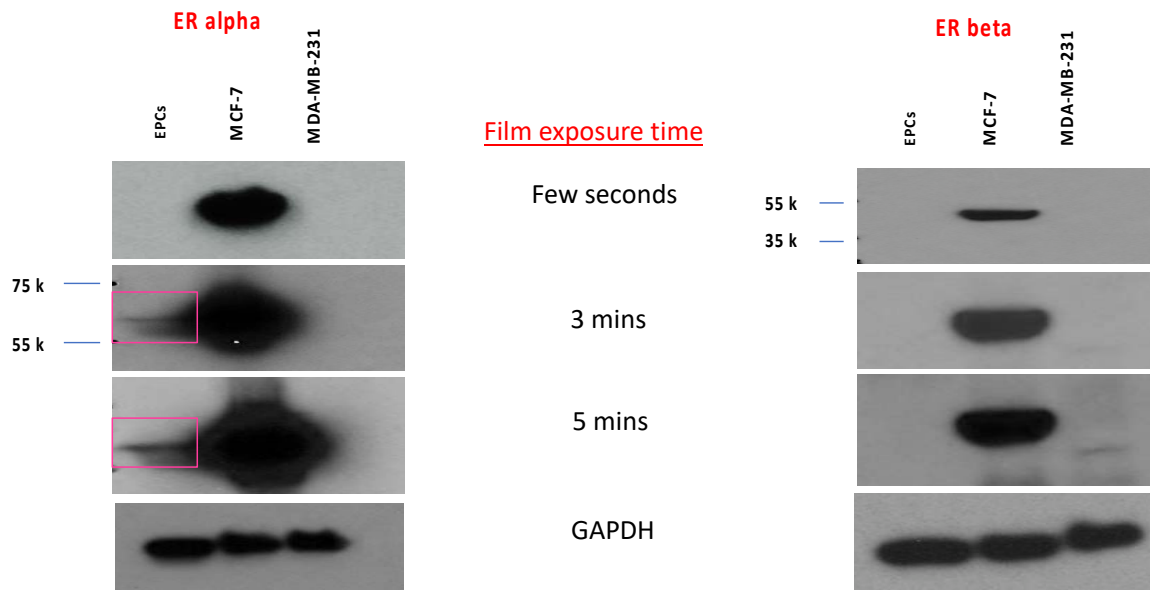 ER alpha
EPCs
MCF-7
MDA-MB-231
75 k
55 k
Film exposure time
Few seconds
3 mins
5 mins
GAPDH
ER beta
EPCs
MCF-7
MDA-MB-231
55 k
35 k